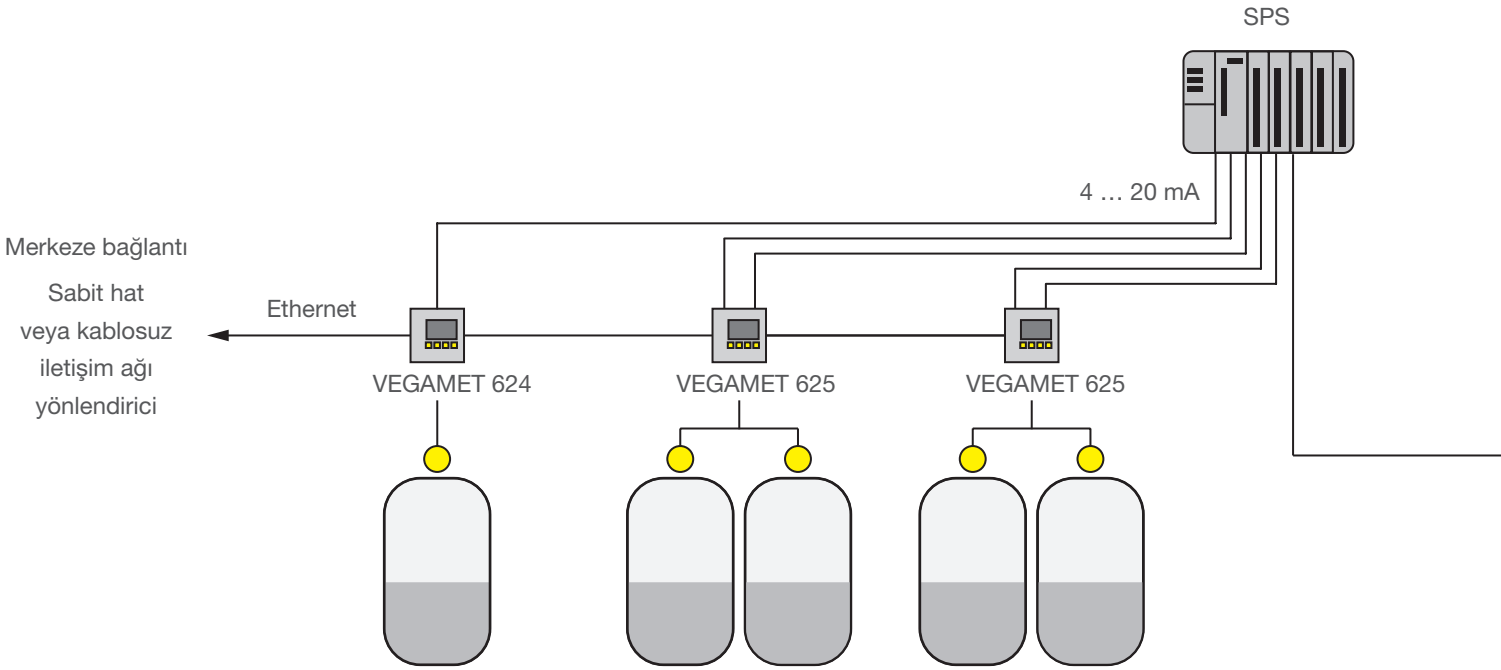 SPS
4 … 20 mA
Merkeze bağlantı
Sabit hat
veya kablosuz
iletişim ağı
yönlendirici
Ethernet
VEGAMET 624
VEGAMET 625
VEGAMET 625